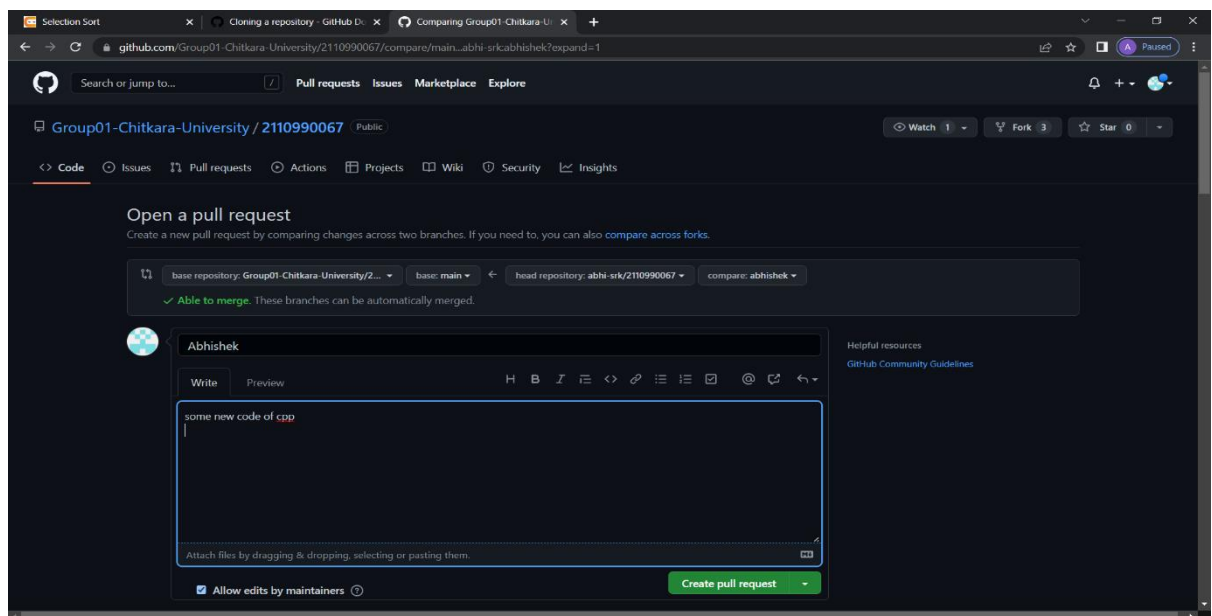 Selection Sort
Cloning a repository - GitHub Do
Comparing Group01-Chitkara-Un
github.com/Group01-Chitkara-University/2110990067/compare/main...abhi-srk:abhishek?expand=1
A Paused
Search or jump to... / Pull requests Issues Marketplace Explore
Group01-Chitkara-University / 2110990067 Public
Watch 1 Fork 3 Star 0
Code Issues Pull requests Actions Projects Wiki Security Insights
Open a pull request
Create a new pull request by comparing changes across two branches. If you need to, you can also compare across forks.
base repository: Group01-Chitkara-University/2... base: main head repository: abhi-srk/2110990067 compare: abhishek
Able to merge. These branches can be automatically merged.
Abhishek
Write Preview
some new code of cpp
Attach files by dragging & dropping, selecting or pasting them.
Allow edits by maintainers
Create pull request
Helpful resources
GitHub Community Guidelines